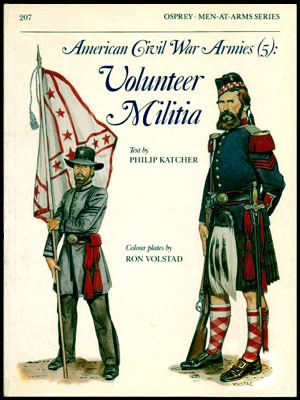 207
OSPREY · MEN-AT-ARMS SERIES
American Civil War Armies (5):
Volunteer
Militia
Text by
PHILIP KATCHER
Colour plates by
RON VOLSTAD
VOLSTAD